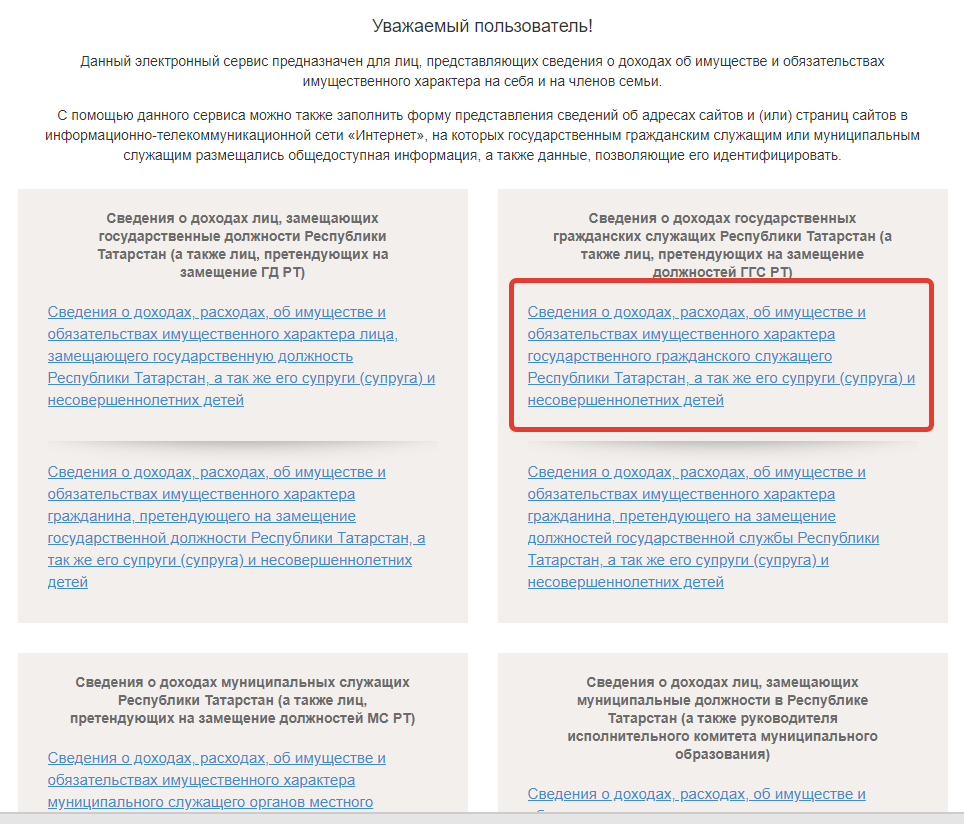 Уважаемый пользователь!
Данный электронный сервис предназначен для лиц, представляющих сведения о доходах об имуществе и обязательствах
имущественного характера на себя и на членов семьи.
С помощью данного сервиса можно также заполнить форму представления сведений об адресах сайтов и (или) страниц сайтов в
информационно-телекоммуникационной сети «Интернет», на которых государственным гражданским служащим или муниципальным
служащим размещались общедоступная информация, а также данные, позволяющие его идентифицировать.
Сведения о доходах лиц, замещающих
государственные должности Республики
Татарстан (а также лиц, претендующих на
замещение ГД РТ)
Сведения о доходах, расходах, об имуществе и
обязательствах имущественного характера лица,
замещающего государственную должность
Республики Татарстан, а так же его супруги (супруга) и
несовершеннолетних детей
Сведения о доходах, расходах, об имуществе и
обязательствах имущественного характера
гражданина, претендующего на замещение
государственной должности Республики Татарстан, а
так же его супруги (супруга) и несовершеннолетних
детей
Сведения о доходах государственных
гражданских служащих Республики Татарстан (а
также лиц, претендующих на замещение
должностей ГГС РТ)
Сведения о доходах, расходах, об имуществе и
обязательствах имущественного характера
государственного гражданского служащего
Республики Татарстан, а так же его супруги (супруга) и
несовершеннолетних детей
Сведения о доходах, расходах, об имуществе и
обязательствах имущественного характера
гражданина, претендующего на замещение
должностей государственной службы Республики
Татарстан, а так же его супруги (супруга) и
несовершеннолетних детей
Сведения о доходах муниципальных служащих
Республики Татарстан (а также лиц,
претендующих на замещение должностей МС РТ)
Сведения о доходах, расходах, об имуществе и
обязательствах имущественного характера
муниципального служащего органов местного
Сведения о доходах лиц, замещающих
муниципальные должности в Республике
Татарстан (а также руководителя
исполнительного комитета муниципального
образования)
Сведения о доходах, расходах, об имуществе и